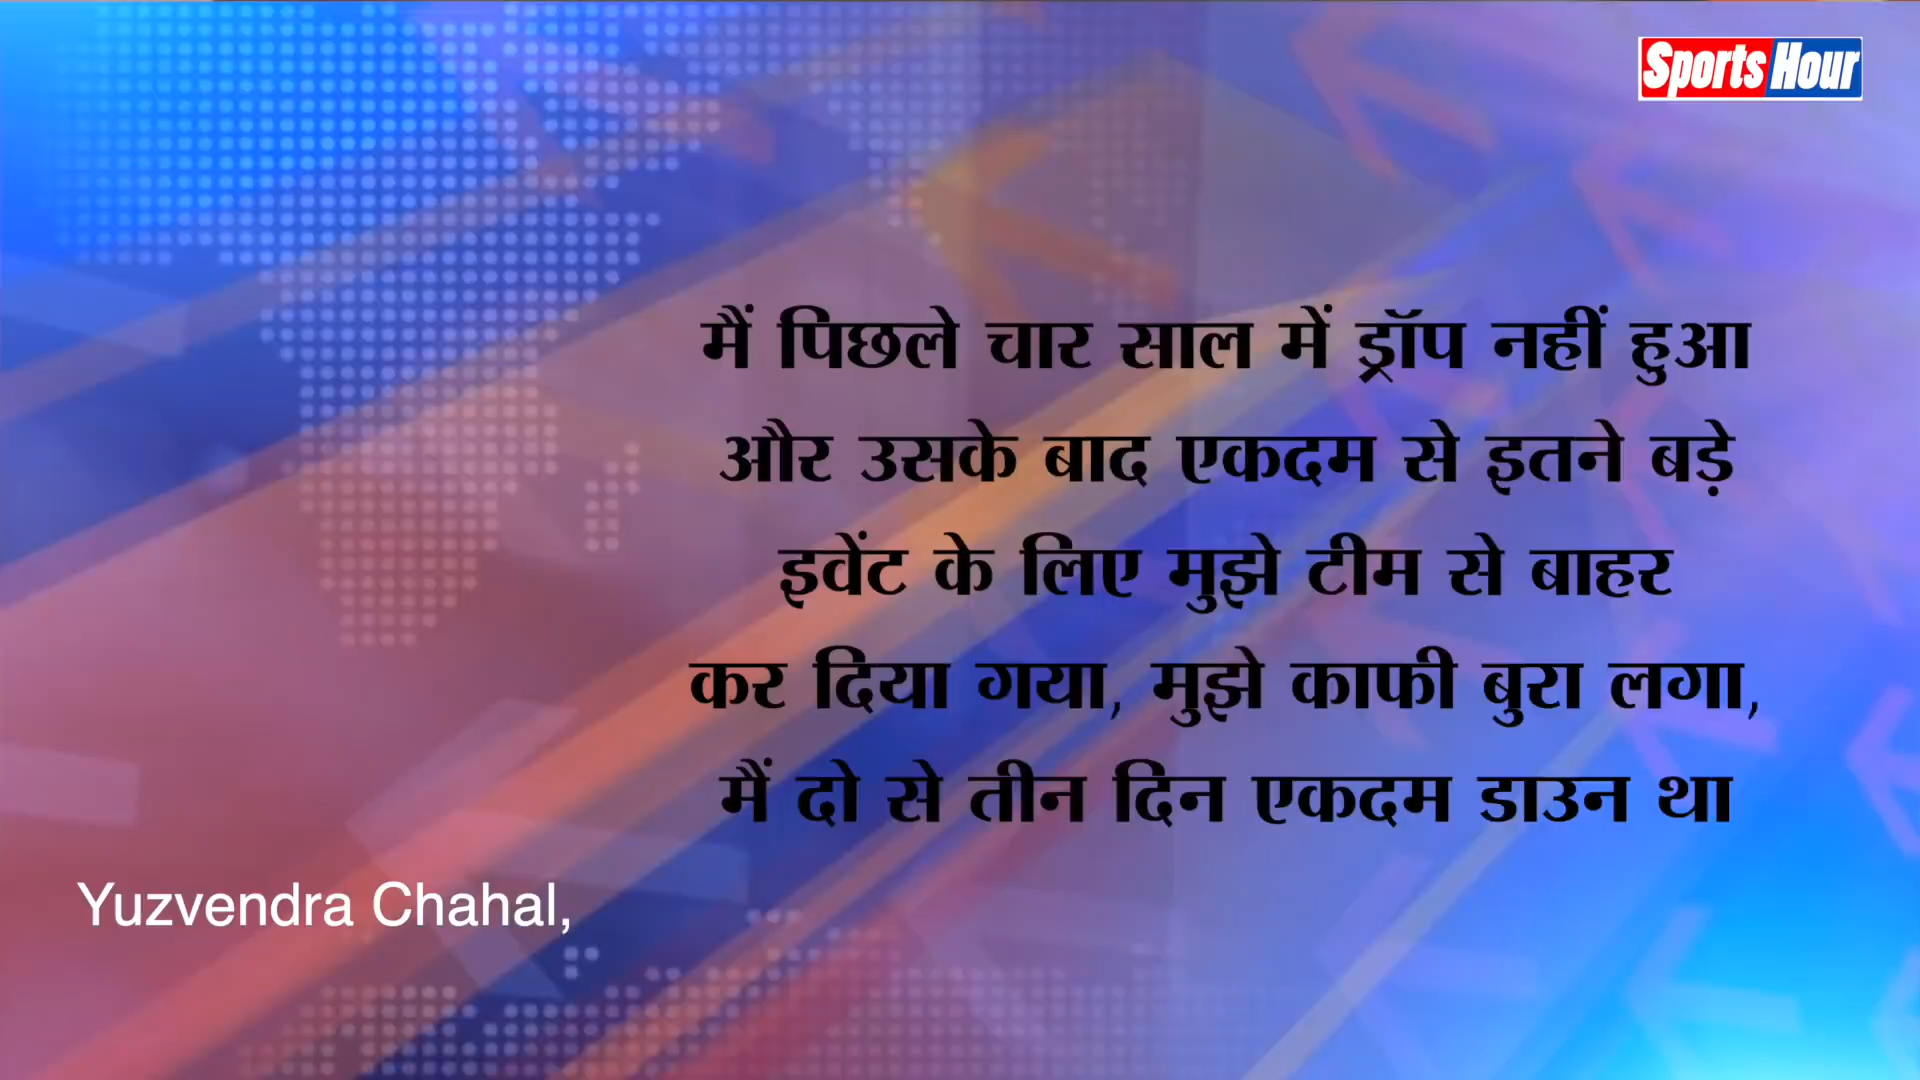 Sports Hour
मैं पिछले चार साल में ड्रॉप नहीं हुआ
और उसके बाद एकदम से इतने बड़े
इवेंट के लिए मुझे टीम से बाहर
कर दिया गया, मुझे काफी बुरा लगा,
मैं दो से तीन दिन एकदम डाउन था
Yuzvendra Chahal,